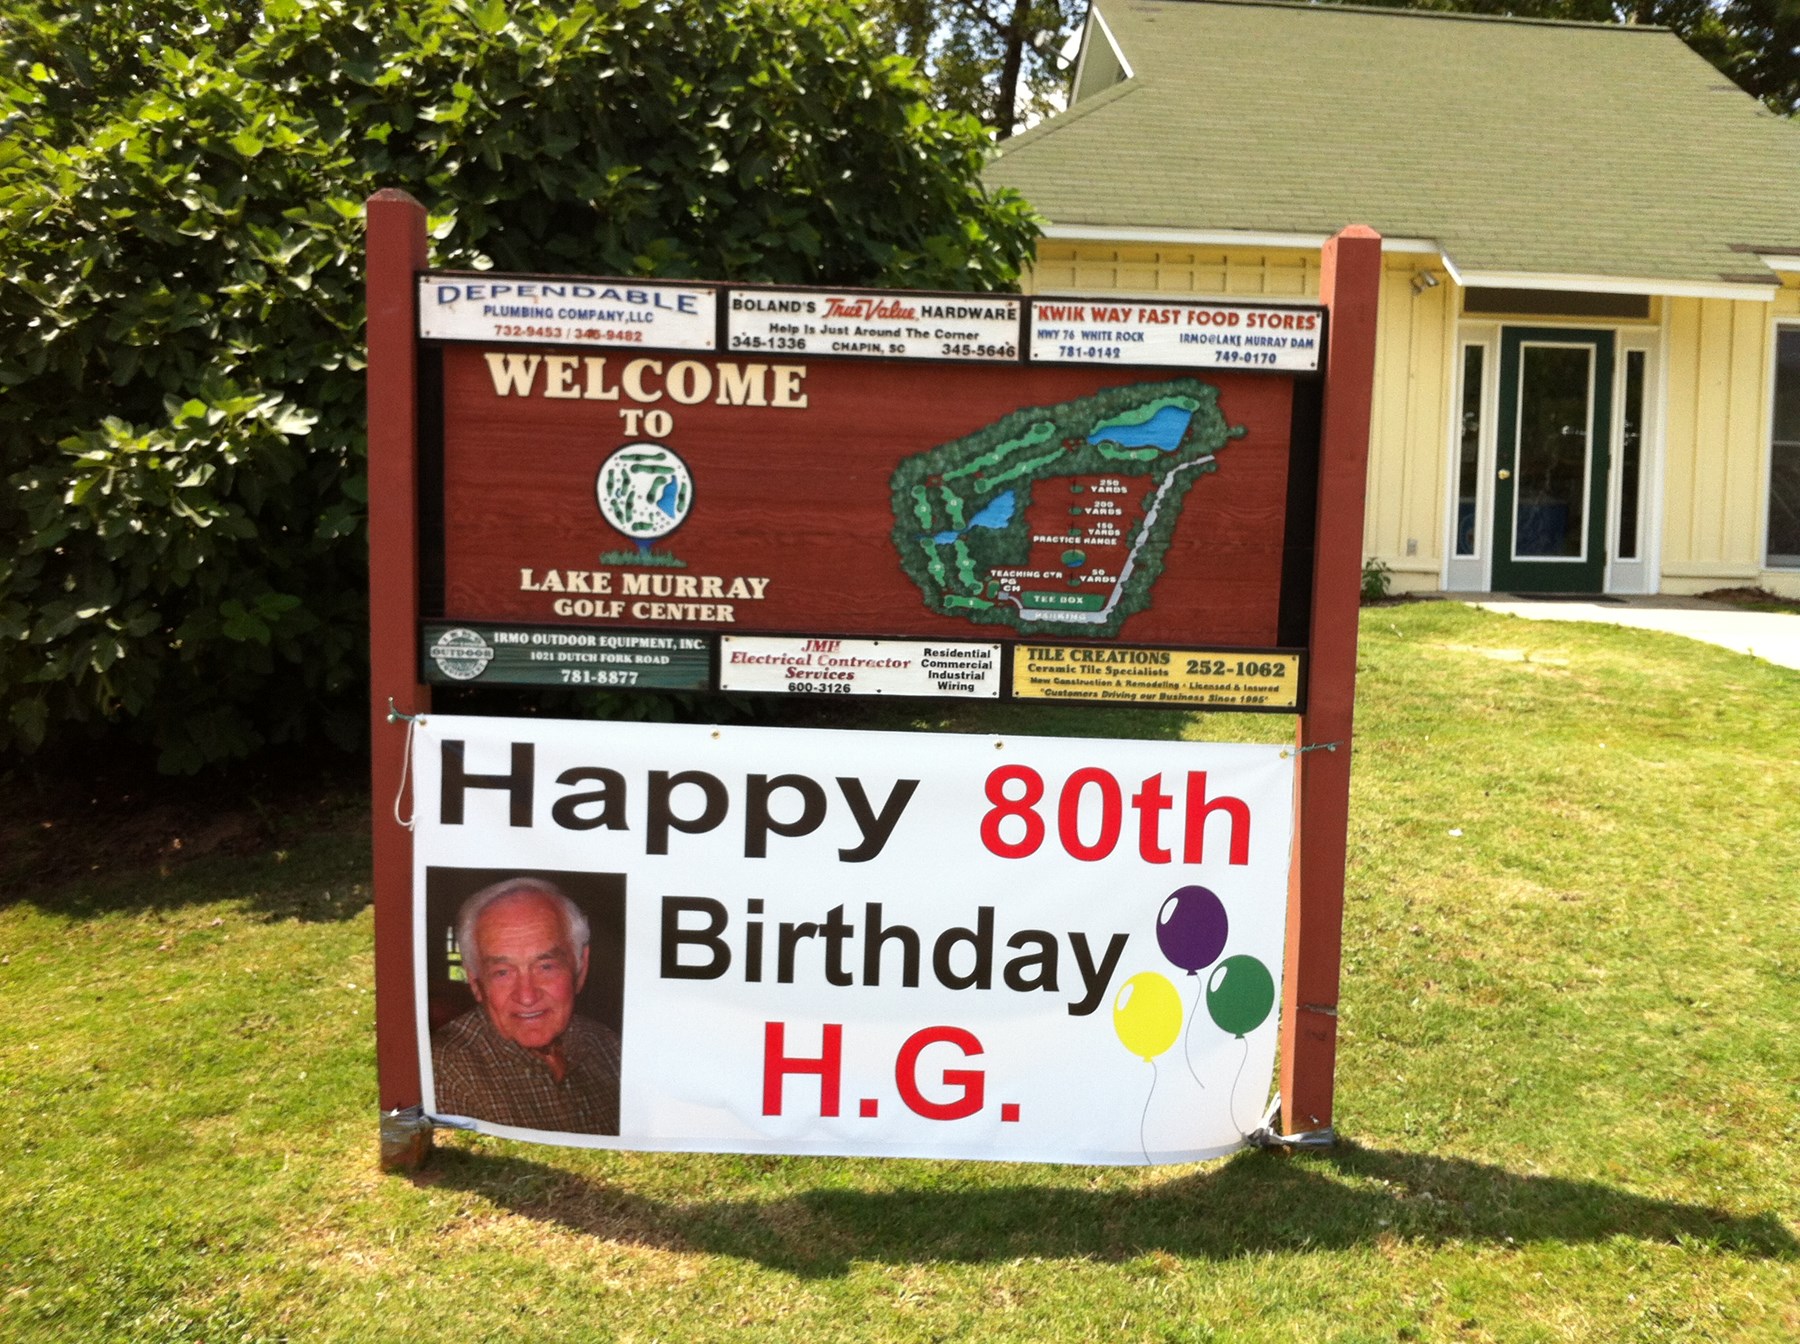 DEPENDABLE
PLUMBING COMPANY,LLC
732-9453 / 345-9482
BOLAND'S True Value HARDWARE
Help Is Just Around The Corner
345-1336 CHAPIN, SC 345-5646
KWIK WAY FAST FOOD STORES
HWY 76 WHITE ROCK IRMO@LAKE MURRAY DAM
781-0142 749-0170
WELCOME
TO
LAKE MURRAY
GOLF CENTER
250
YARDS
200
YARDS
150
YARDS
PRACTICE RANGE
TEACHING CTR
PG
CH
50
YARDS
TEE BOX
PARKING
OUTDOOR
IRMO OUTDOOR EQUIPMENT, INC.
1021 DUTCH FORK ROAD
781-8877
JMH
Electrical Contractor
Services
600-3126
Residential
Commercial
Industrial
Wiring
TILE CREATIONS 252-1062
Ceramic Tile Specialists
New Construction & Remodeling • Licensed & Insured
"Customers Driving our Business Since 1995"
Happy 80th
Birthday
H.G.